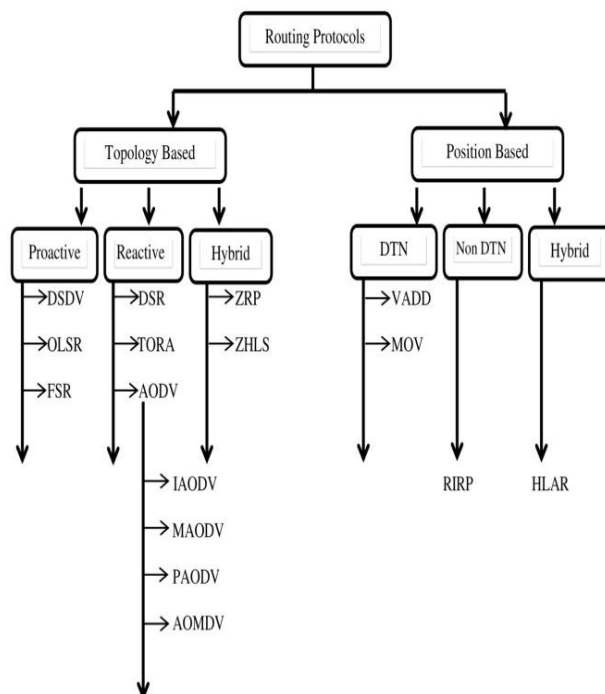 Routing Protocols
Topology Based
Position Based
Proactive
Reactive
Hybrid
DTN
Non DTN
Hybrid
DSDV
DSR
ZRP
VADD
OLSR
TORA
ZHLS
MOV
FSR
AODV
IAODV
RIRP
HLAR
MAODV
PAODV
AOMDV